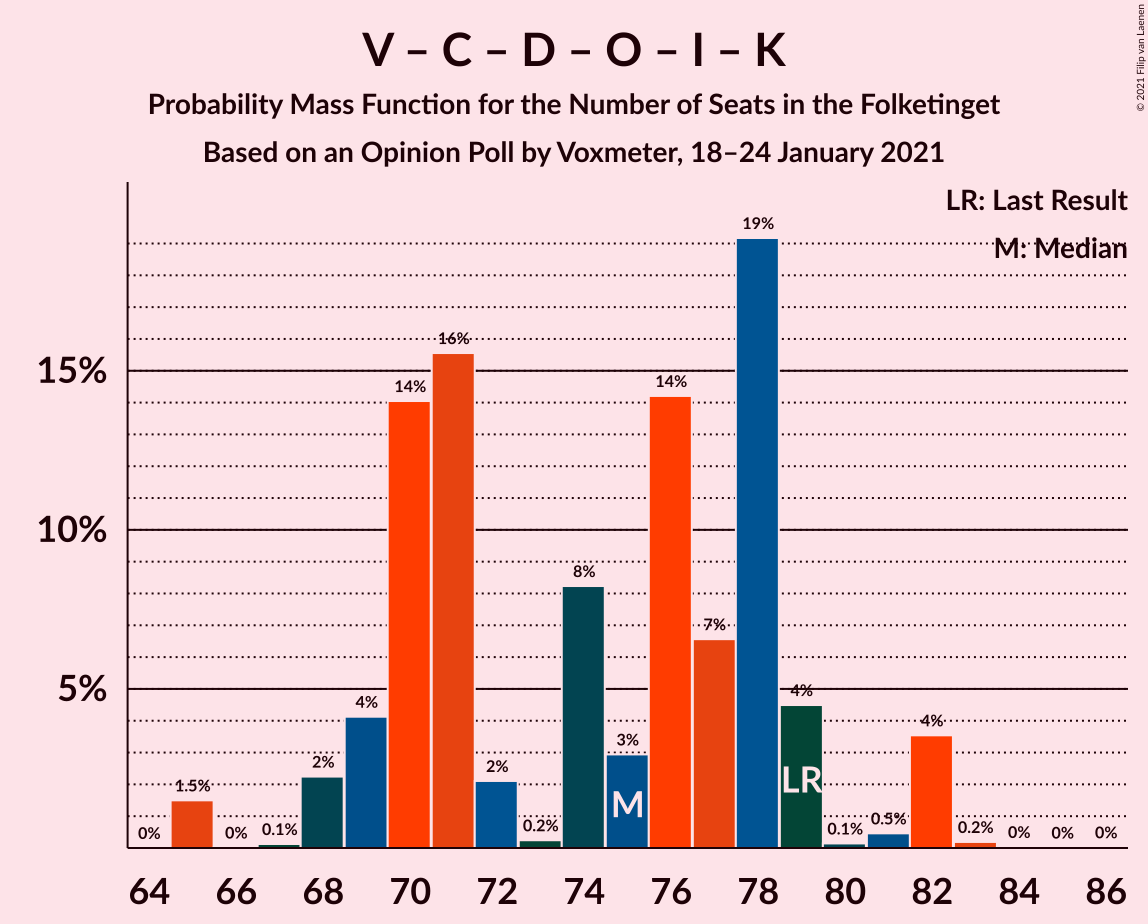 V – C – D – O – I – K
Probability Mass Function for the Number of Seats in the Folketinget
Based on an Opinion Poll by Voxmeter, 18–24 January 2021
© 2021 Filip van Laenen
LR: Last Result
M: Median
15%
10%
5%
0%
1.5%
0%
0.1%
2%
4%
14%
16%
2%
0.2%
8%
3%
14%
7%
19%
4%
0.1%
0.5%
4%
0.2%
0%
0%
0%
M
LR
64 66 68 70 72 74 76 78 80 82 84 86